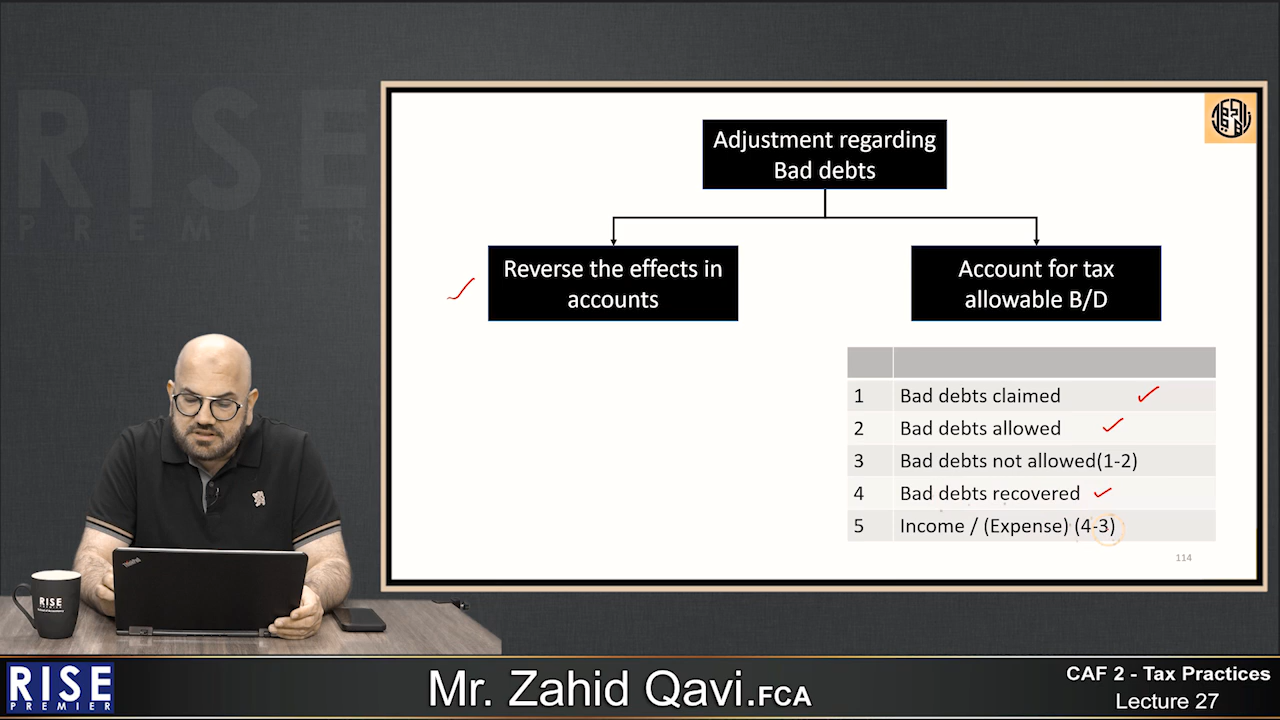 RISE
PREMIER
Adjustment regarding
Bad debts
Reverse the effects in
accounts
Account for tax
allowable B/D
1 Bad debts claimed
2 Bad debts allowed
3 Bad debts not allowed(1-2)
4 Bad debts recovered
5 Income / (Expense) (4-3)
114
ThinkPad
RISE
PREMIER
RISE
PREMIER
Mr. Zahid Qavi.FCA
CAF 2 - Tax Practices
Lecture 27